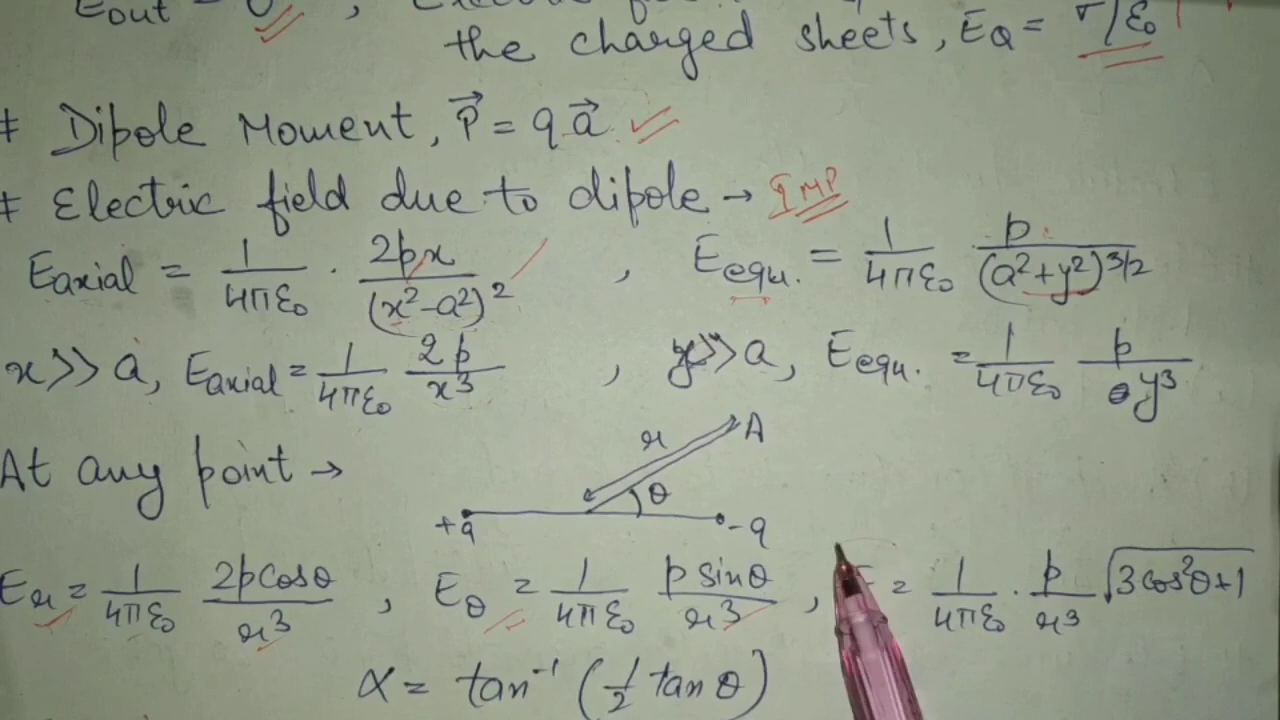 Eout = 0 ,
the charged sheets, EQ = σ/ε₀
# Dipole Moment, P⃗ = q a⃗
# Electric field due to dipole → IMP
Eaxial = 1/4πε₀ · 2px/(x²-a²)² , Eequ. = 1/4πε₀ p/(a²+y²)^3/2
x>>a, Eaxial = 1/4πε₀ 2p/x³ , y>>a, Eequ. = 1/4πε₀ p/y³
r A
At any point →
θ
+q -q
Er = 1/4πε₀ 2pcosθ/r³ , Eθ = 1/4πε₀ p sinθ/r³ , E = 1/4πε₀ · p/r³ √3cos²θ+1
α = tan⁻¹ (1/2 tan θ)